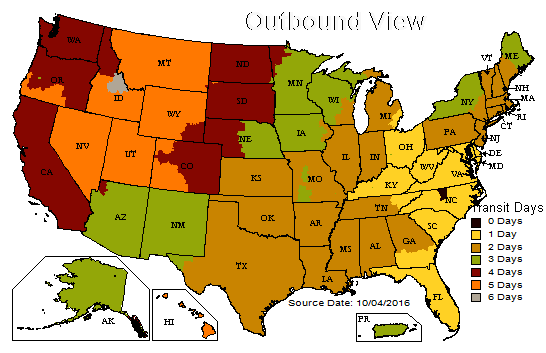 Outbound View
WA
OR
CA
ID
NV
MT
WY
UT
CO
AZ
NM
ND
SD
NE
KS
OK
TX
MN
IA
MO
AR
LA
WI
IL
MS
MI
IN
KY
TN
AL
OH
WV
VA
NC
SC
GA
FL
PA
NY
VT
ME
NH
MA
RI
CT
NJ
DE
MD
AK
HI
PR
Transit Days
0 Days
1 Day
2 Days
3 Days
4 Days
5 Days
6 Days
Source Date: 10/04/2016